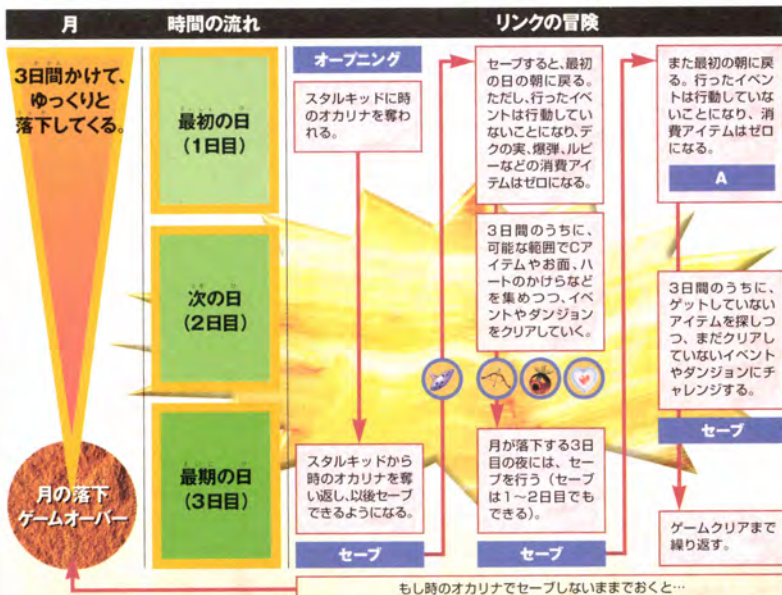 月
時間の流れ
リンクの冒険
3日間かけて、
ゆっくりと
落下してくる。
月の落下
ゲームオーバー
最初の日
(1日目)
次の日
(2日目)
最期の日
(3日目)
オープニング
スタルキッドに時
のオカリナを奪わ
れる。
スタルキッドから
時のオカリナを奪
い返し、以後セーブ
できるようになる。
セーブ
セーブすると、最初
の日の朝に戻る。
ただし、行ったイベ
ントは行動してい
ないことになり、デ
クの実、爆弾、ルピ
ーなどの消費アイ
テムはゼロになる。
3日間のうちに、
可能な範囲でCア
イテムやお面、ハ
ートのかけらなど
を集めつつ、イベ
ントやダンジョン
をクリアしていく。
月が落下する3日
目の夜には、セー
ブを行う(セーブ
は1~2日目でも
できる)。
セーブ
また最初の朝に戻
る。行ったイベン
トは行動していな
いことになり、消
費アイテムはゼロ
になる。
A
3日間のうちに、
ゲットしていない
アイテムを探しつ
つ、まだクリアし
ていないイベント
やダンジョンにチ
ャレンジする。
セーブ
ゲームクリアまで
繰り返す。
もし時のオカリナでセーブしないままでおくと…